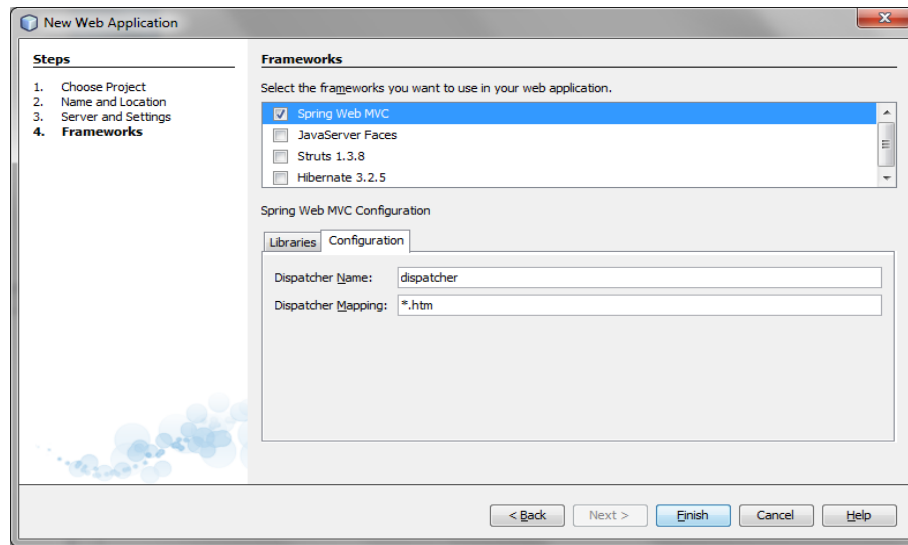 New Web Application
Steps
1. Choose Project
2. Name and Location
3. Server and Settings
4. Frameworks
Frameworks
Select the frameworks you want to use in your web application.
Spring Web MVC
JavaServer Faces
Struts 1.3.8
Hibernate 3.2.5
Spring Web MVC Configuration
Libraries Configuration
Dispatcher Name: dispatcher
Dispatcher Mapping: *.htm
< Back Next > Finish Cancel Help